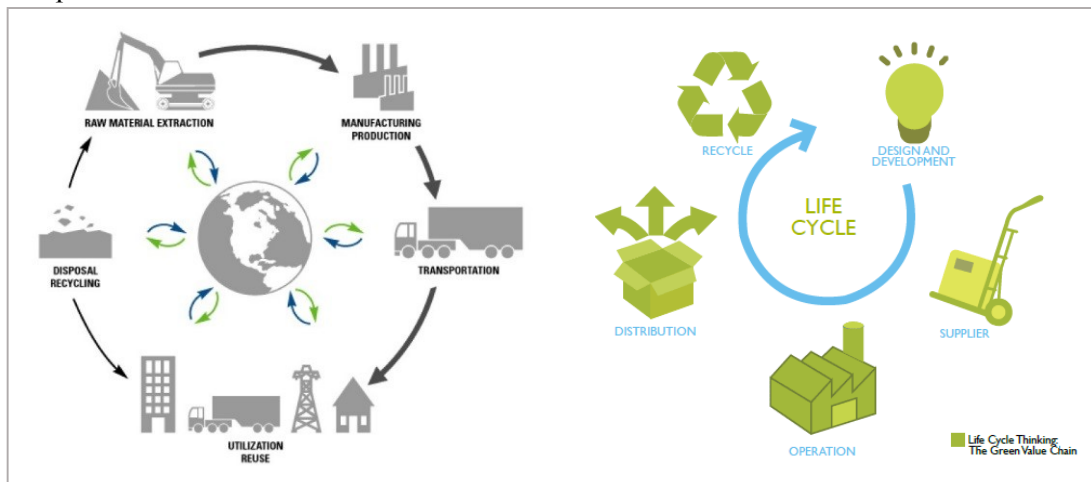 RAW MATERIAL EXTRACTION
MANUFACTURING
PRODUCTION
TRANSPORTATION
UTILIZATION
REUSE
DISPOSAL
RECYCLING
RECYCLE
DESIGN AND
DEVELOPMENT
LIFE
CYCLE
SUPPLIER
DISTRIBUTION
OPERATION
Life Cycle Thinking:
The Green Value Chain